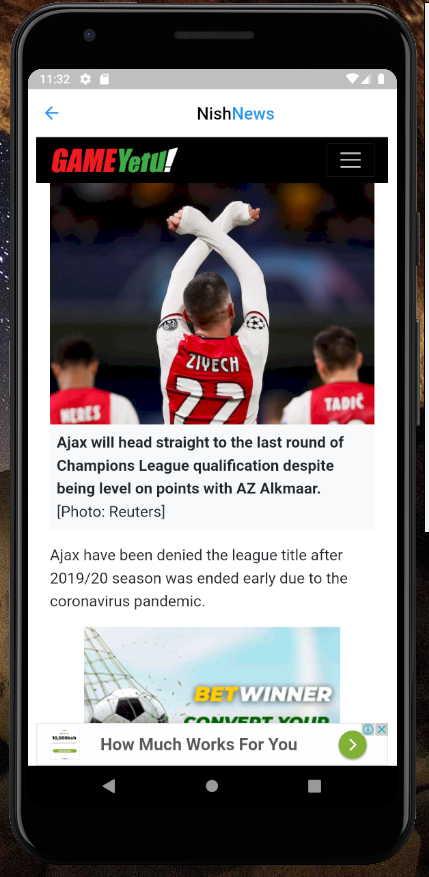 11:32
NishNews
GAMEYetu!
ZIYECH
22
NERES
TADIĆ
Ajax will head straight to the last round of
Champions League qualification despite
being level on points with AZ Alkmaar.
[Photo: Reuters]
Ajax have been denied the league title after
2019/20 season was ended early due to the
coronavirus pandemic.
BETWINNER
CONVERT YOUR
10,000ksh
How Much Works For You